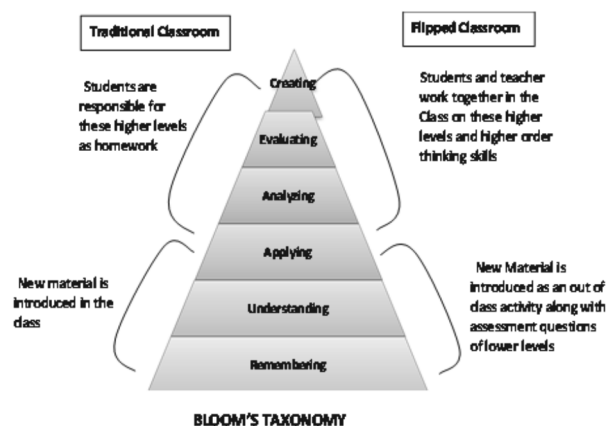 Traditional Classroom
Flipped Classroom
Students are
responsible for
these higher levels
as homework
Students and teacher
work together in the
Class on these higher
levels and higher order
thinking skills
Creating
Evaluating
Analyzing
Applying
Understanding
Remembering
New material is
introduced in the
class
New Material is
introduced as an out of
class activity along with
assessment questions
of lower levels
BLOOM'S TAXONOMY